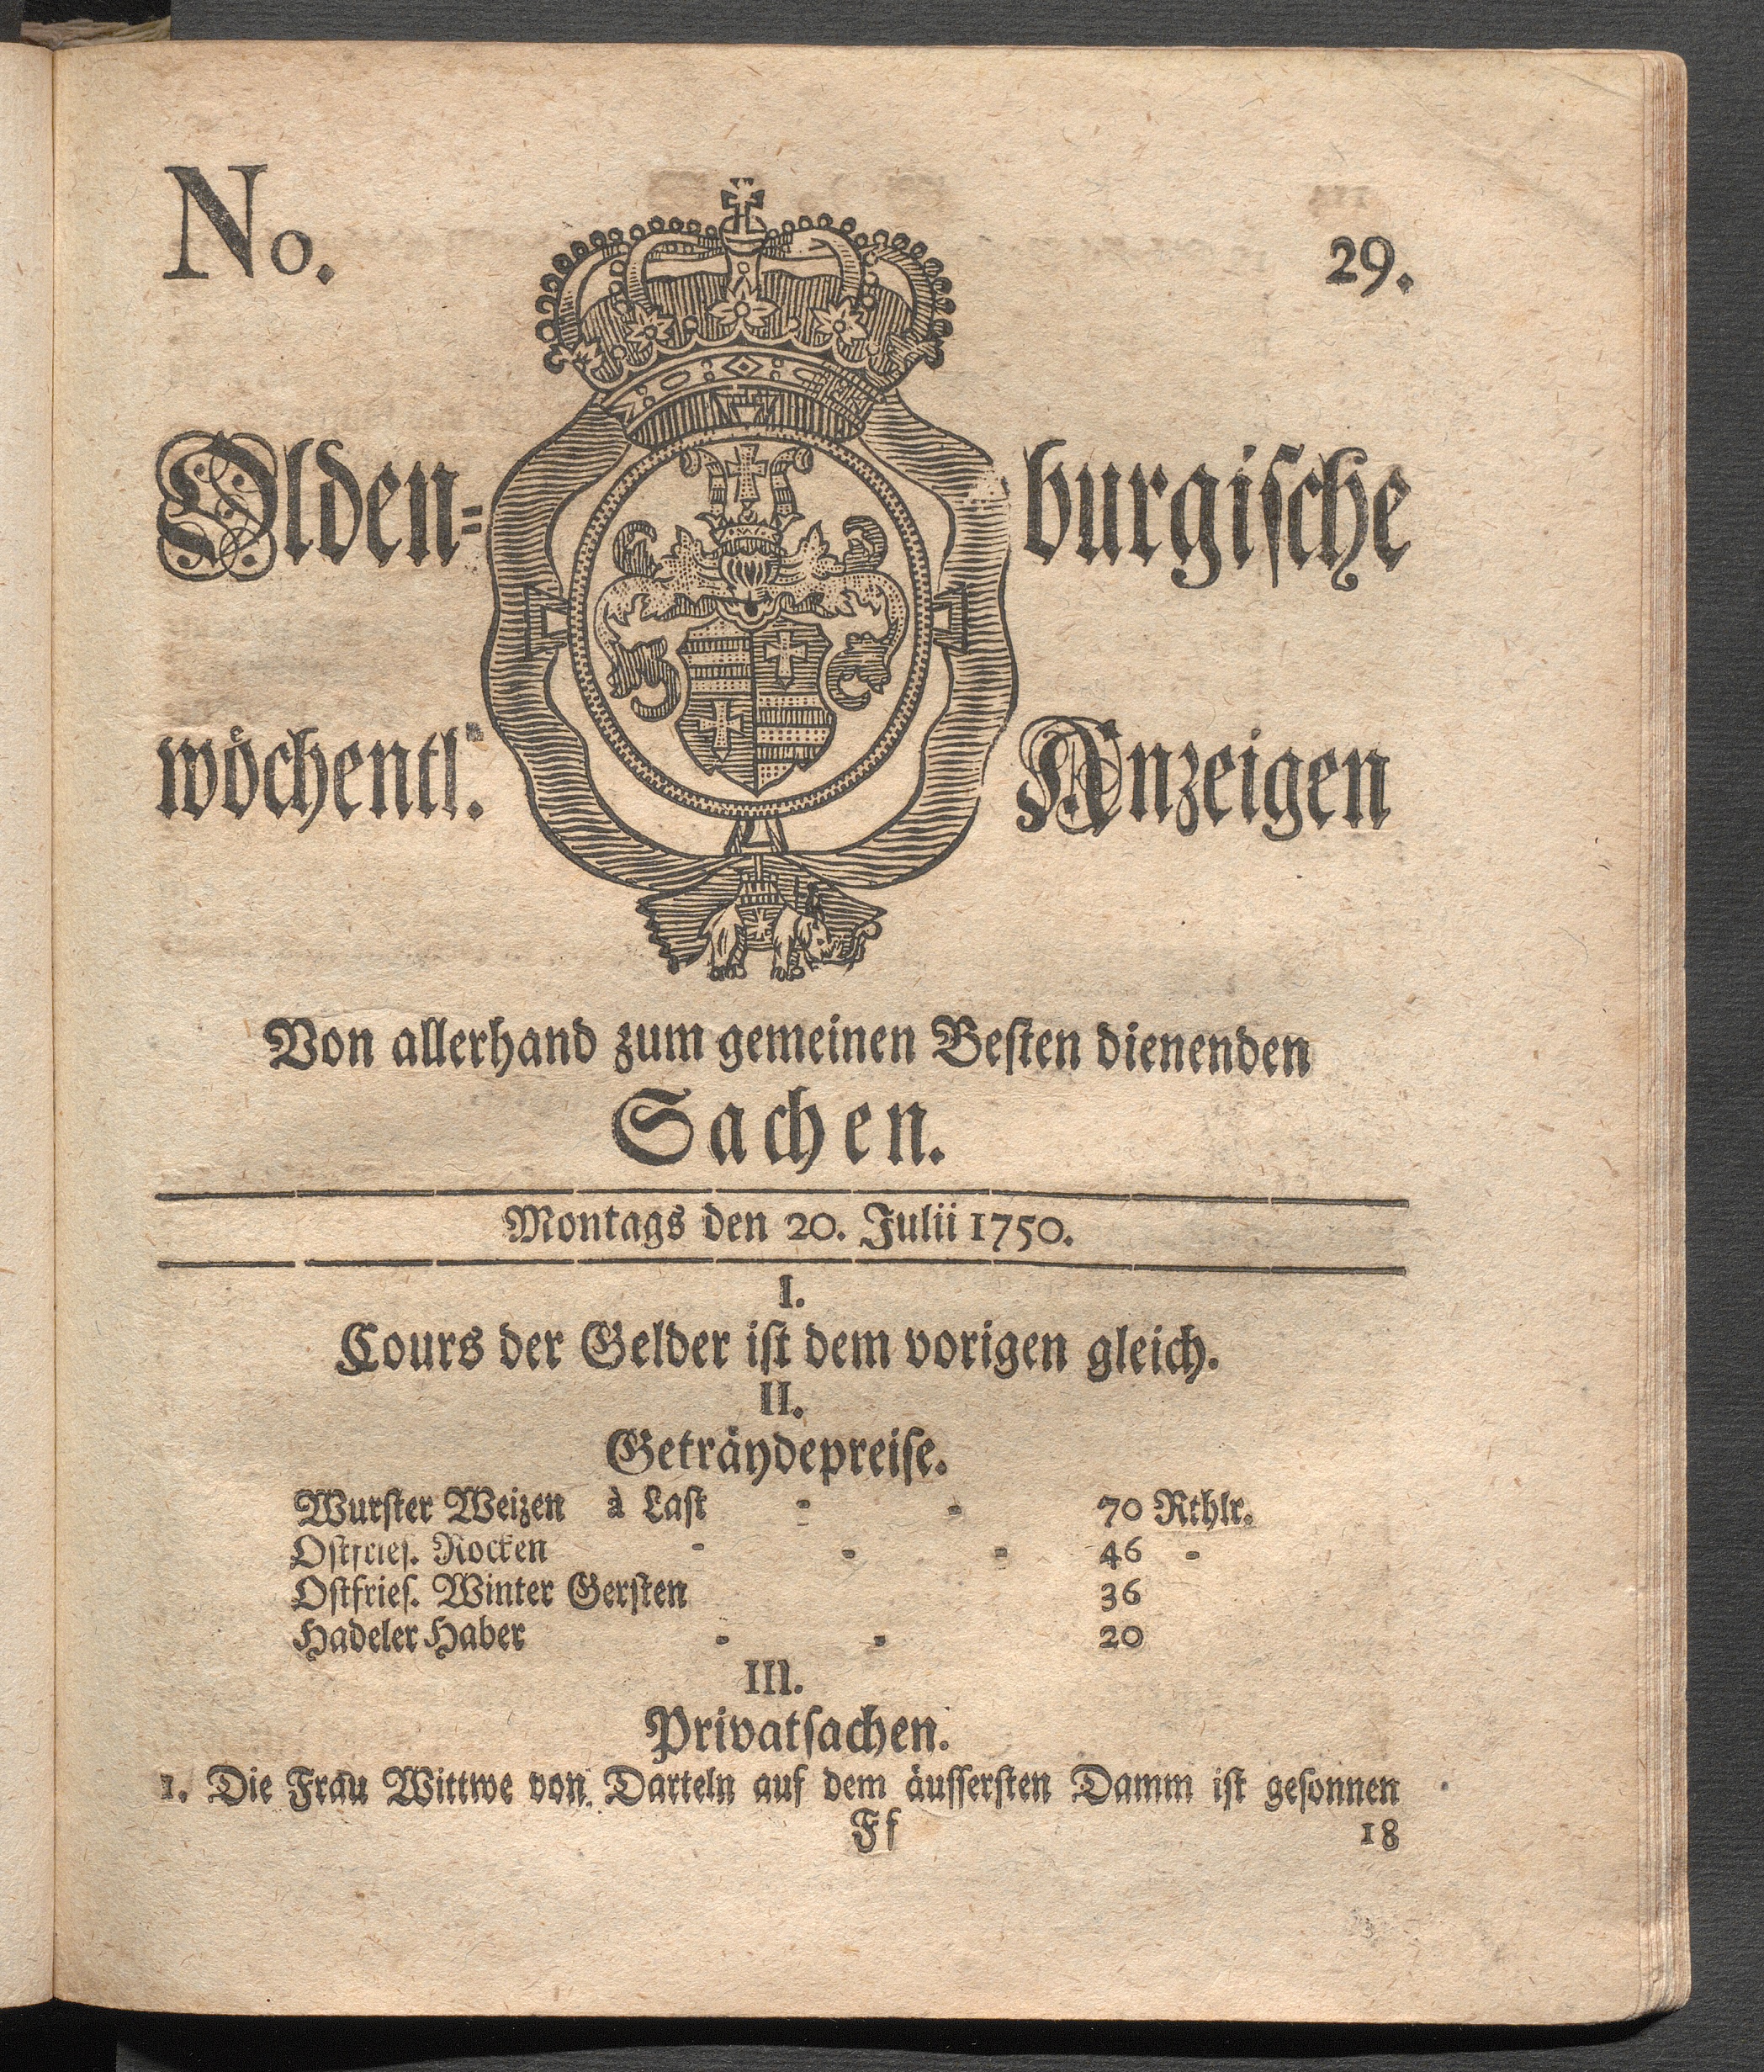 No. 29.
Olden= burgische
wöchentl. Anzeigen
Von allerhand zum gemeinen Besten dienenden
Sachen.
Montags den 20. Julii 1750.
I.
Cours der Gelder ist dem vorigen gleich.
II.
Geträydepreise.
Wurster Weizen à Last - - 70 Rthlr.
Ostfries. Rocken - - - 46 -
Ostfries. Winter Gersten 36
Hadeler Haber - - 20
III.
Privatsachen.
1. Die Frau Wittwe von Darteln auf dem äussersten Damm ist gesonnen
Ff 18